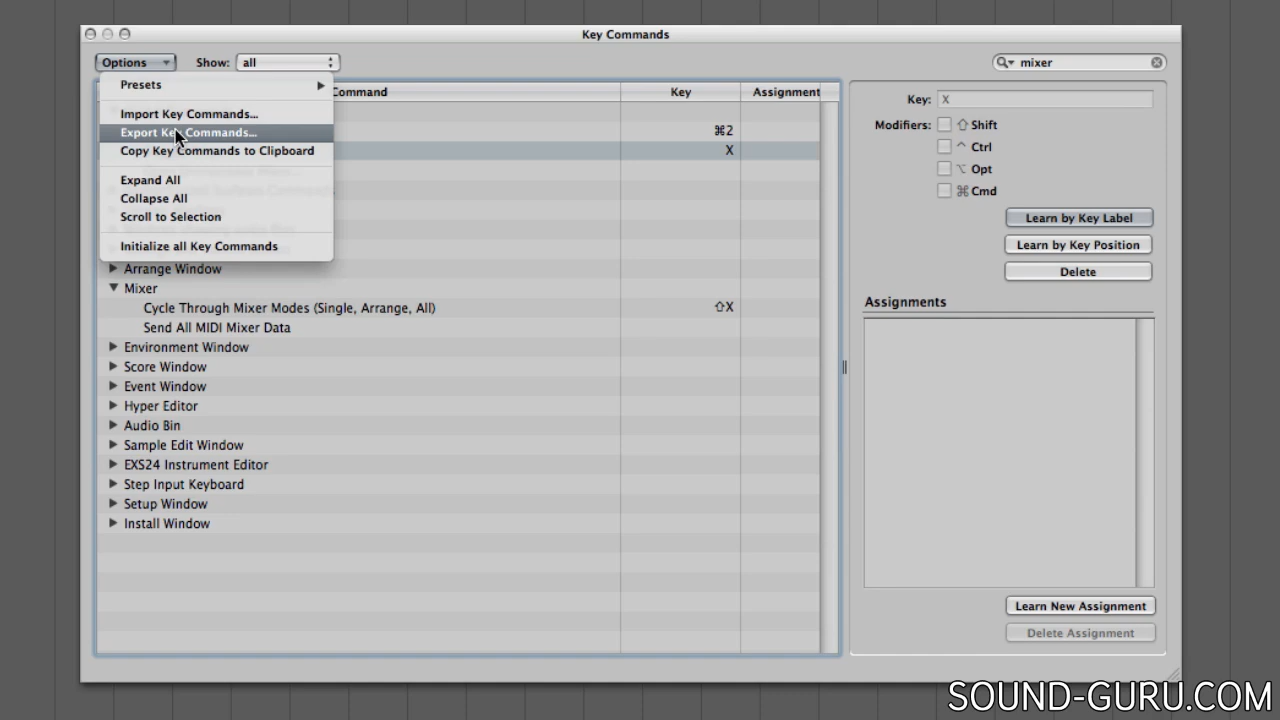 Key Commands
Options Show: all mixer
Presets
Import Key Commands...
Export Key Commands...
Copy Key Commands to Clipboard
Expand All
Collapse All
Scroll to Selection
Initialize all Key Commands
Command Key Assignment
⌘2
X
Arrange Window
Mixer
Cycle Through Mixer Modes (Single, Arrange, All) ⇧X
Send All MIDI Mixer Data
Environment Window
Score Window
Event Window
Hyper Editor
Audio Bin
Sample Edit Window
EXS24 Instrument Editor
Step Input Keyboard
Setup Window
Install Window
Key: X
Modifiers: ⇧ Shift
⌃ Ctrl
⌥ Opt
⌘ Cmd
Learn by Key Label
Learn by Key Position
Delete
Assignments
Learn New Assignment
Delete Assignment
SOUND-GURU.COM